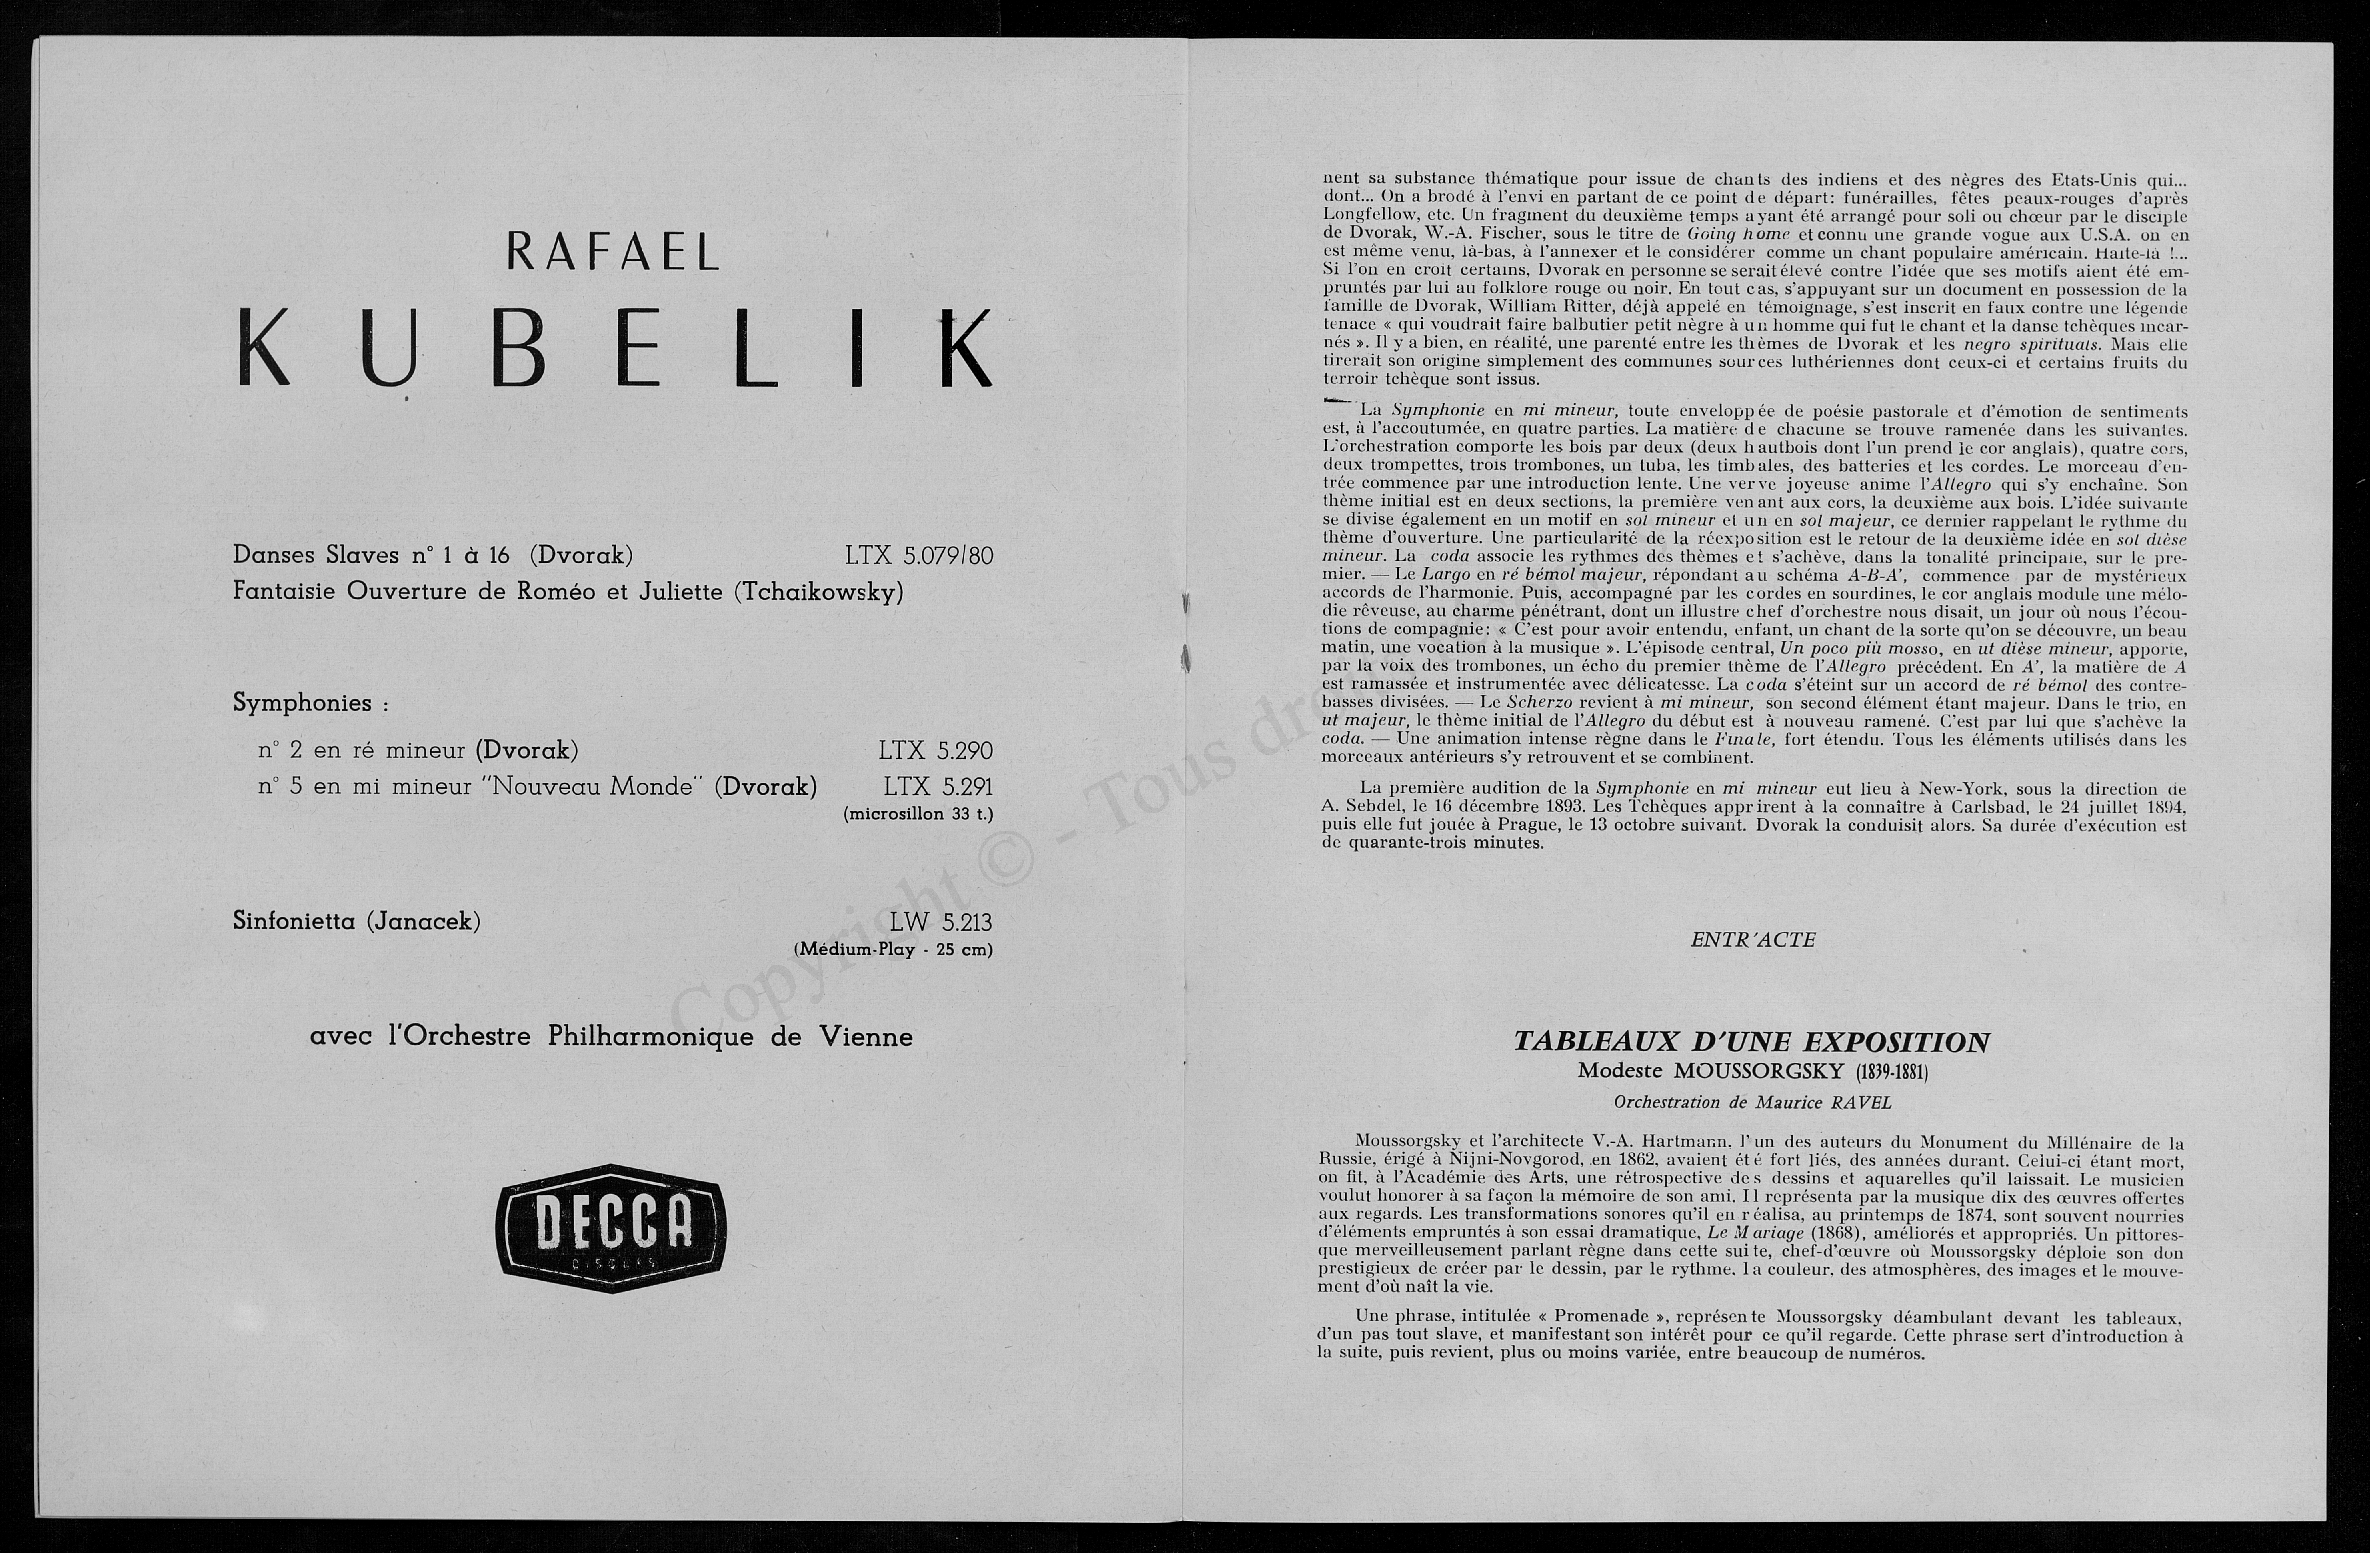 RAFAEL
KUBELIK
Danses Slaves n° 1 à 16 (Dvorak) LTX 5.079/80
Fantaisie Ouverture de Roméo et Juliette (Tchaikowsky)
Symphonies :
n° 2 en ré mineur (Dvorak) LTX 5.290
n° 5 en mi mineur "Nouveau Monde" (Dvorak) LTX 5.291
(microsillon 33 t.)
Sinfonietta (Janacek) LW 5.213
(Médium-Play - 25 cm)
avec l'Orchestre Philharmonique de Vienne
DECCA
DISQUES
nent sa substance thématique pour issue de chants des indiens et des nègres des Etats-Unis qui...
dont... On a brodé à l'envi en partant de ce point de départ: funérailles, fêtes peaux-rouges d'après
Longfellow, etc. Un fragment du deuxième temps ayant été arrangé pour soli ou chœur par le disciple
de Dvorak, W.-A. Fischer, sous le titre de Going home et connu une grande vogue aux U.S.A. on en
est même venu, là-bas, à l'annexer et le considérer comme un chant populaire américain. Halte-là !...
Si l'on en croit certains, Dvorak en personne se serait élevé contre l'idée que ses motifs aient été em-
pruntés par lui au folklore rouge ou noir. En tout cas, s'appuyant sur un document en possession de la
famille de Dvorak, William Ritter, déjà appelé en témoignage, s'est inscrit en faux contre une légende
tenace « qui voudrait faire balbutier petit nègre à un homme qui fut le chant et la danse tchèques incar-
nés ». Il y a bien, en réalité, une parenté entre les thèmes de Dvorak et les negro spirituals. Mais elle
tirerait son origine simplement des communes sources luthériennes dont ceux-ci et certains fruits du
terroir tchèque sont issus.
La Symphonie en mi mineur, toute enveloppée de poésie pastorale et d'émotion de sentiments
est, à l'accoutumée, en quatre parties. La matière de chacune se trouve ramenée dans les suivantes.
L'orchestration comporte les bois par deux (deux hautbois dont l'un prend le cor anglais), quatre cors,
deux trompettes, trois trombones, un tuba, les timbales, des batteries et les cordes. Le morceau d'en-
trée commence par une introduction lente. Une verve joyeuse anime l'Allegro qui s'y enchaîne. Son
thème initial est en deux sections, la première venant aux cors, la deuxième aux bois. L'idée suivante
se divise également en un motif en sol mineur et un en sol majeur, ce dernier rappelant le rythme du
thème d'ouverture. Une particularité de la réexposition est le retour de la deuxième idée en sol dièse
mineur. La coda associe les rythmes des thèmes et s'achève, dans la tonalité principale, sur le pre-
mier. — Le Largo en ré bémol majeur, répondant au schéma A-B-A', commence par de mystérieux
accords de l'harmonie. Puis, accompagné par les cordes en sourdines, le cor anglais module une mélo-
die rêveuse, au charme pénétrant, dont un illustre chef d'orchestre nous disait, un jour où nous l'écou-
tions de compagnie: « C'est pour avoir entendu, enfant, un chant de la sorte qu'on se découvre, un beau
matin, une vocation à la musique ». L'épisode central, Un poco più mosso, en ut dièse mineur, apporte,
par la voix des trombones, un écho du premier thème de l'Allegro précédent. En A', la matière de A
est ramassée et instrumentée avec délicatesse. La coda s'éteint sur un accord de ré bémol des contre-
basses divisées. — Le Scherzo revient à mi mineur, son second élément étant majeur. Dans le trio, en
ut majeur, le thème initial de l'Allegro du début est à nouveau ramené. C'est par lui que s'achève la
coda. — Une animation intense règne dans le Finale, fort étendu. Tous les éléments utilisés dans les
morceaux antérieurs s'y retrouvent et se combinent.
La première audition de la Symphonie en mi mineur eut lieu à New-York, sous la direction de
A. Sebdel, le 16 décembre 1893. Les Tchèques apprirent à la connaître à Carlsbad, le 24 juillet 1894,
puis elle fut jouée à Prague, le 13 octobre suivant. Dvorak la conduisit alors. Sa durée d'exécution est
de quarante-trois minutes.
ENTR'ACTE
TABLEAUX D'UNE EXPOSITION
Modeste MOUSSORGSKY (1839-1881)
Orchestration de Maurice RAVEL
Moussorgsky et l'architecte V.-A. Hartmann, l'un des auteurs du Monument du Millénaire de la
Russie, érigé à Nijni-Novgorod, en 1862, avaient été fort liés, des années durant. Celui-ci étant mort,
on fit, à l'Académie des Arts, une rétrospective des dessins et aquarelles qu'il laissait. Le musicien
voulut honorer à sa façon la mémoire de son ami. Il représenta par la musique dix des œuvres offertes
aux regards. Les transformations sonores qu'il en réalisa, au printemps de 1874, sont souvent nourries
d'éléments empruntés à son essai dramatique, Le Mariage (1868), améliorés et appropriés. Un pittores-
que merveilleusement parlant règne dans cette suite, chef-d'œuvre où Moussorgsky déploie son don
prestigieux de créer par le dessin, par le rythme, la couleur, des atmosphères, des images et le mouve-
ment d'où naît la vie.
Une phrase, intitulée « Promenade », représente Moussorgsky déambulant devant les tableaux,
d'un pas tout slave, et manifestant son intérêt pour ce qu'il regarde. Cette phrase sert d'introduction à
la suite, puis revient, plus ou moins variée, entre beaucoup de numéros.
Copyright © - Tous